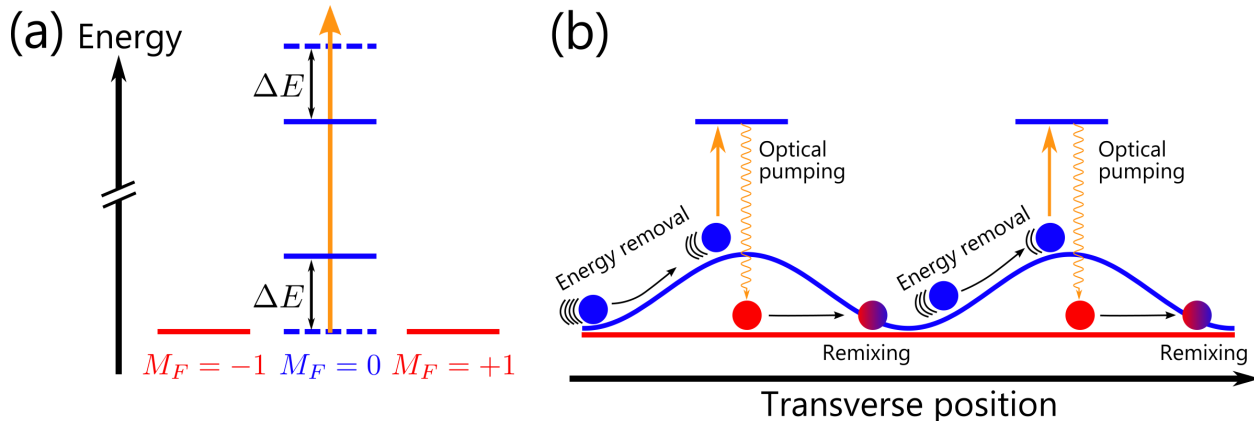 (a)
Energy
ΔE
ΔE
M_F = −1
M_F = 0
M_F = +1
(b)
Optical
pumping
Optical
pumping
Energy removal
Energy removal
Remixing
Remixing
Transverse position